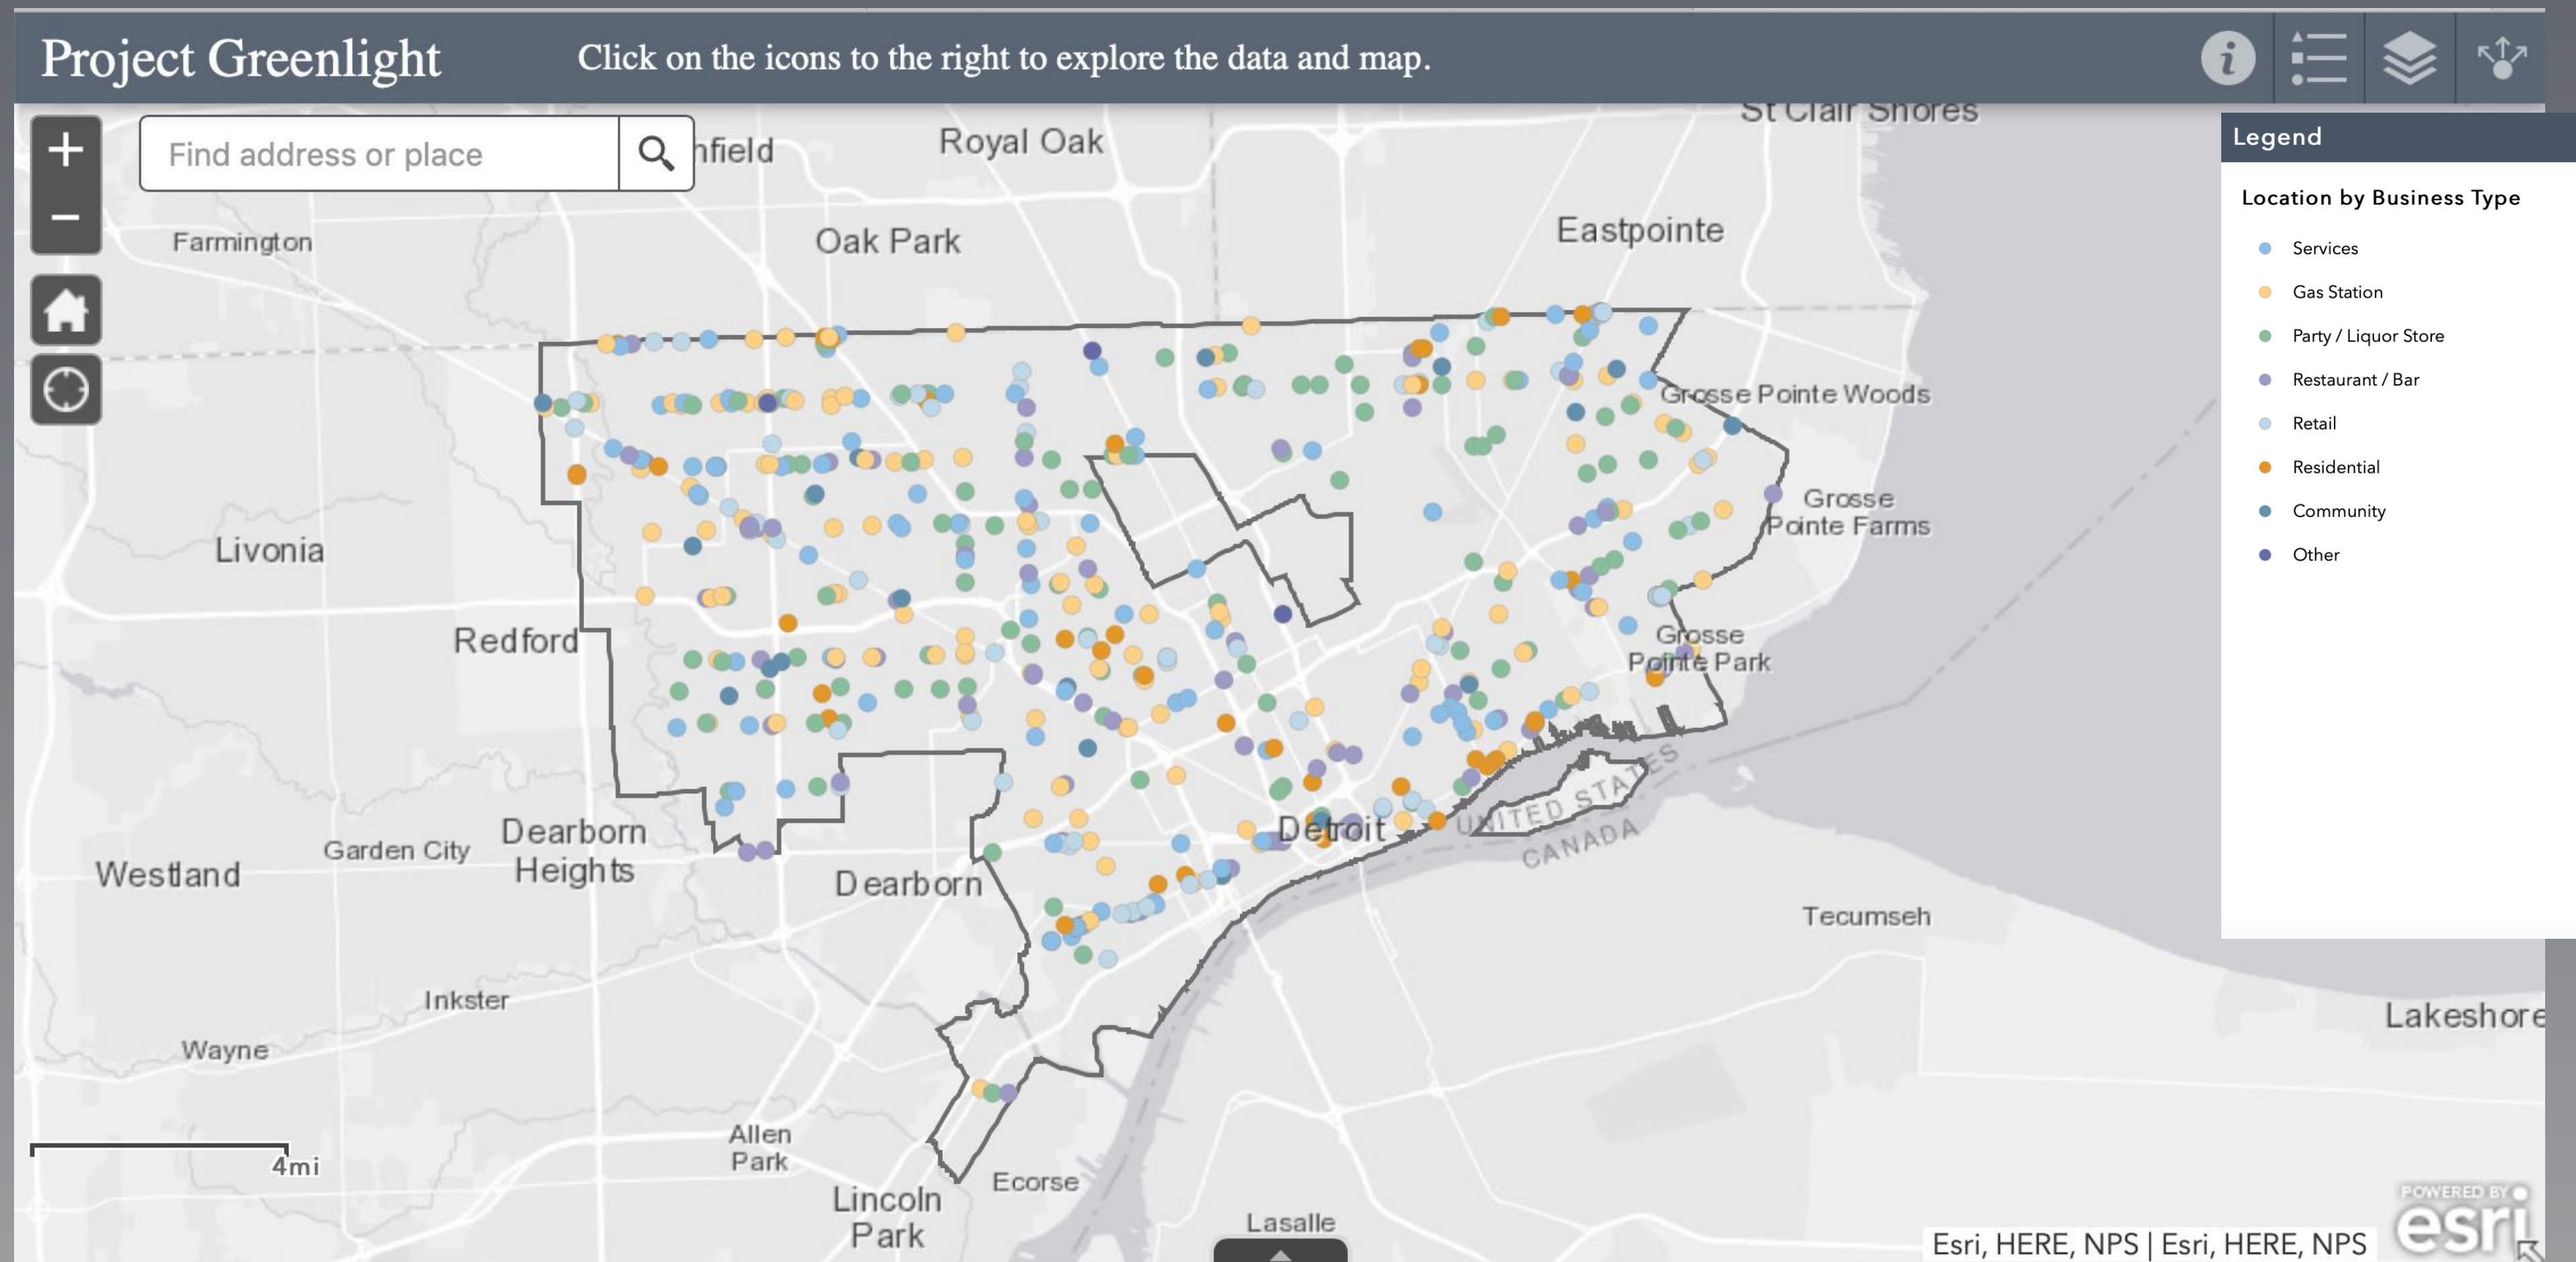 Project Greenlight
Click on the icons to the right to explore the data and map.
i
St Clair Shores
+
Find address or place
nfield
Royal Oak
Legend
−
Location by Business Type
Farmington
Oak Park
Eastpointe
Services
Gas Station
Party / Liquor Store
Restaurant / Bar
Grosse Pointe Woods
Retail
Residential
Grosse
Pointe Farms
Community
Livonia
Other
Redford
Grosse
Pointe Park
UNITED STATES
Detroit
CANADA
Dearborn
Heights
Garden City
Westland
Dearborn
Tecumseh
Inkster
Lakeshore
Wayne
Allen
Park
4mi
Ecorse
Lincoln
Park
Lasalle
POWERED BY
esri
Esri, HERE, NPS | Esri, HERE, NPS